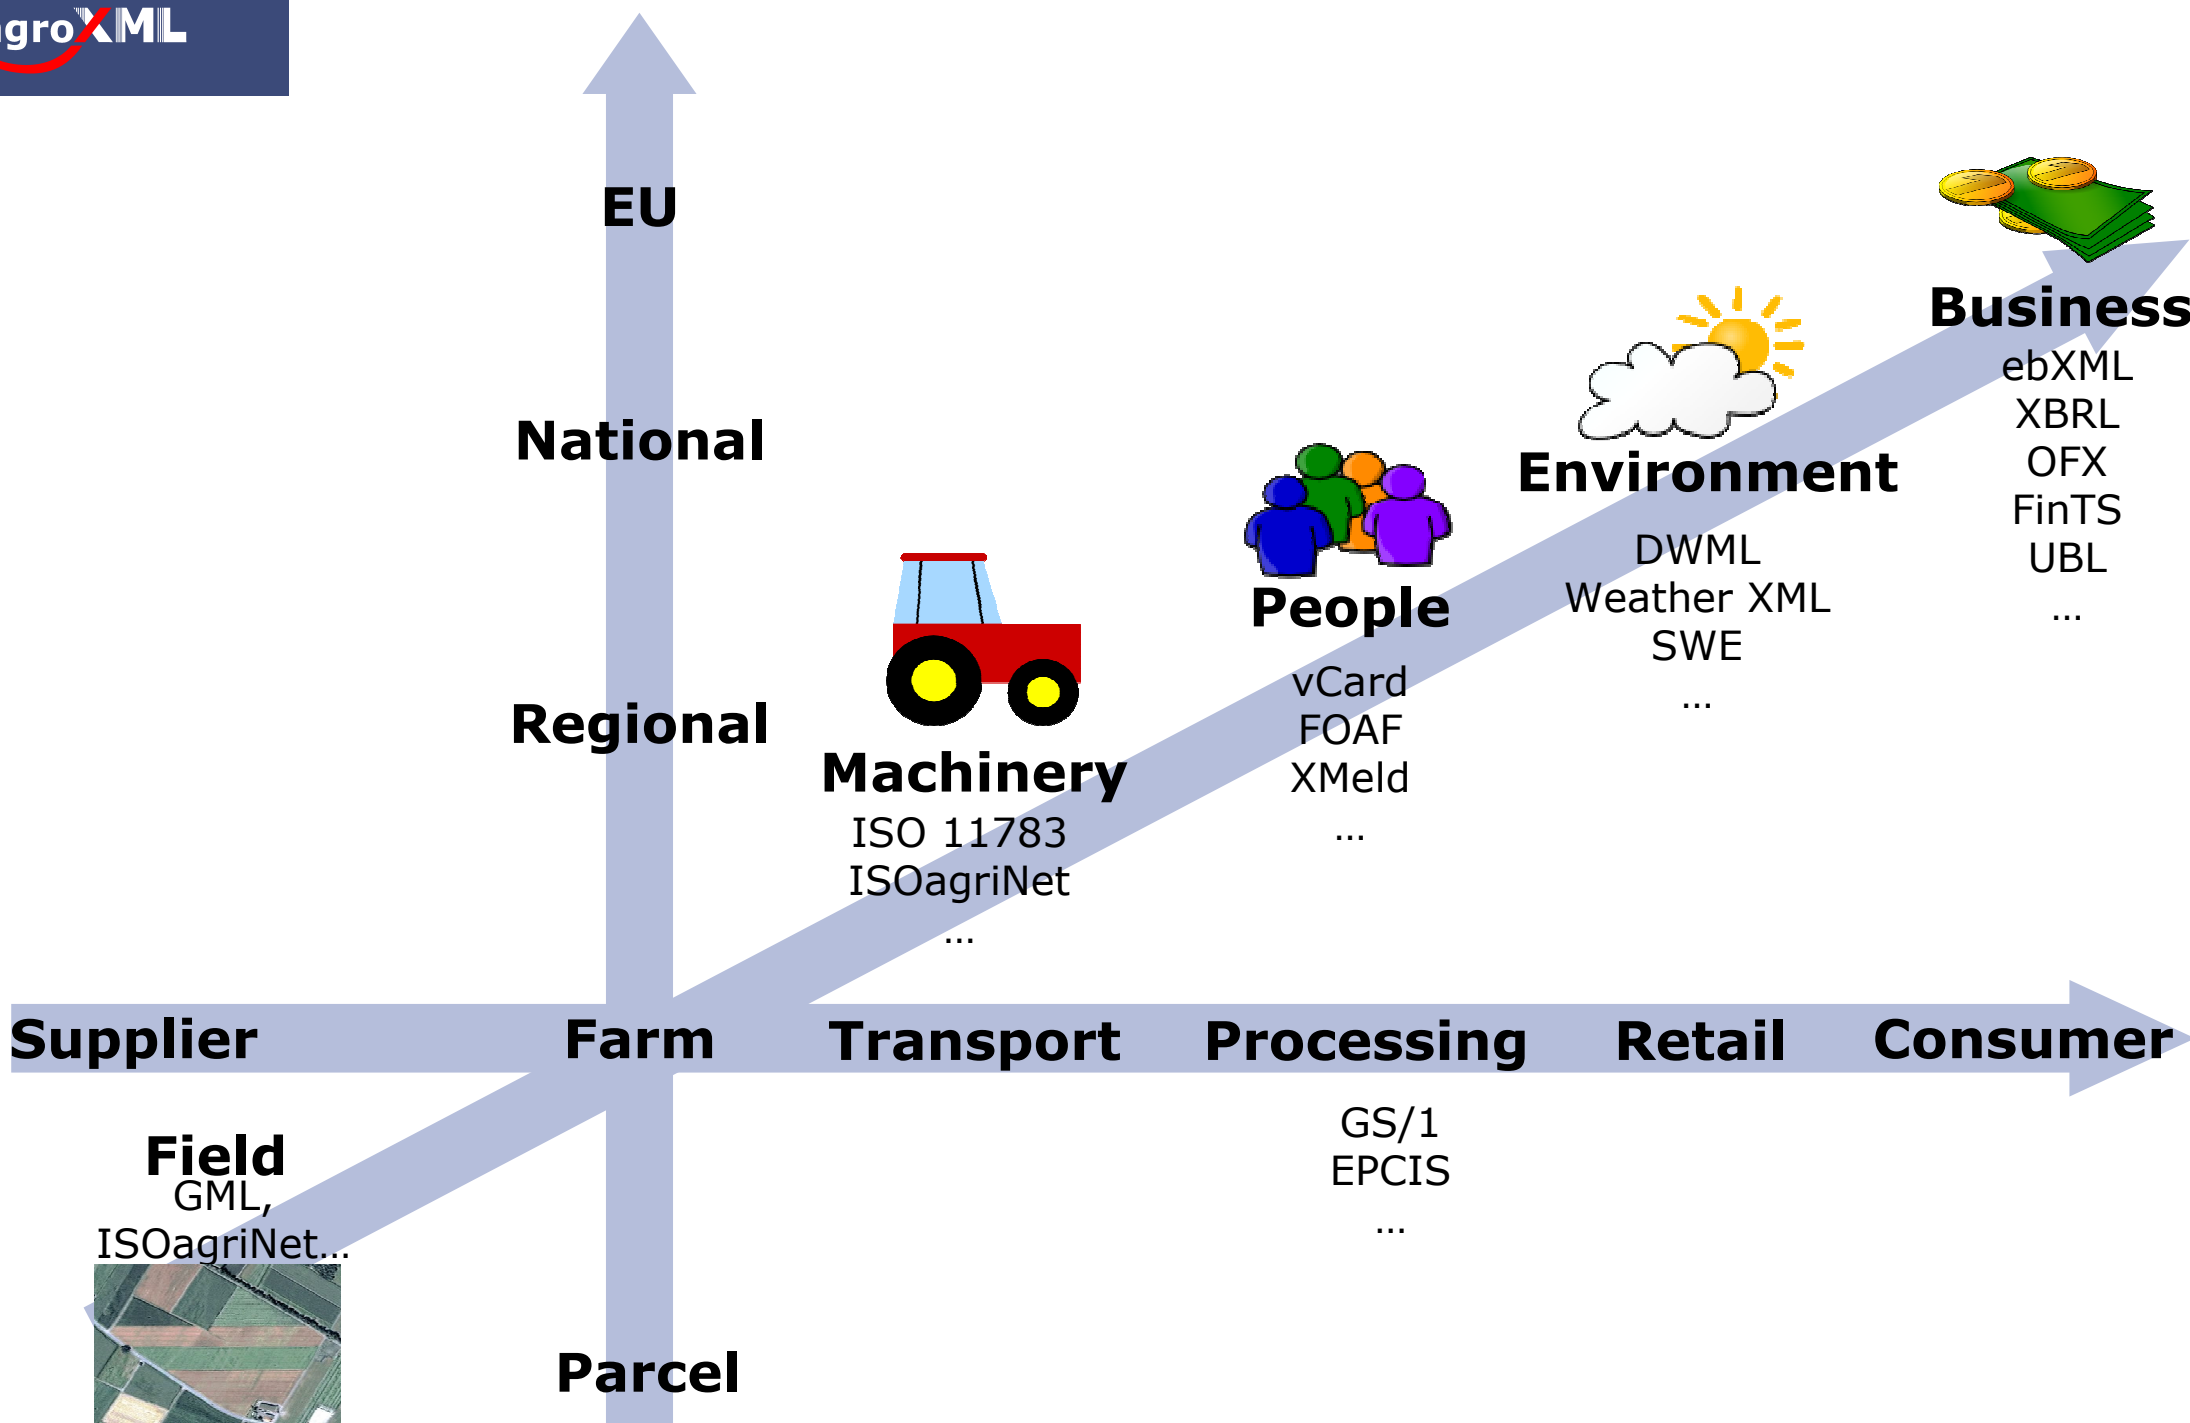 agroXML
EU
National
Regional
Business
ebXML
XBRL
OFX
FinTS
UBL
...
Environment
DWML
Weather XML
SWE
...
People
vCard
FOAF
XMeld
...
Machinery
ISO 11783
ISOagriNet
...
Supplier
Farm
Transport
Processing
Retail
Consumer
GS/1
EPCIS
...
Field
GML,
ISOagriNet...
Parcel